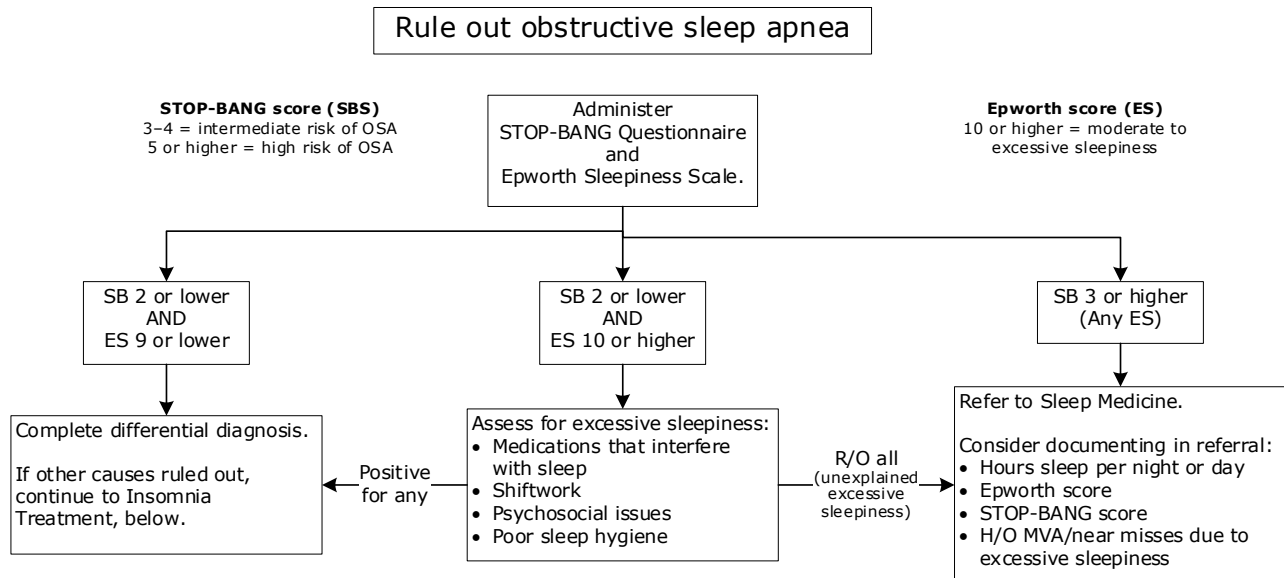 Rule out obstructive sleep apnea
STOP-BANG score (SBS)
3–4 = intermediate risk of OSA
5 or higher = high risk of OSA
Administer
STOP-BANG Questionnaire
and
Epworth Sleepiness Scale.
Epworth score (ES)
10 or higher = moderate to
excessive sleepiness
SB 2 or lower
AND
ES 9 or lower
SB 2 or lower
AND
ES 10 or higher
SB 3 or higher
(Any ES)
Complete differential diagnosis.
If other causes ruled out,
continue to Insomnia
Treatment, below.
Positive
for any
Assess for excessive sleepiness:
• Medications that interfere
with sleep
• Shiftwork
• Psychosocial issues
• Poor sleep hygiene
R/O all
(unexplained
excessive
sleepiness)
Refer to Sleep Medicine.
Consider documenting in referral:
• Hours sleep per night or day
• Epworth score
• STOP-BANG score
• H/O MVA/near misses due to
excessive sleepiness